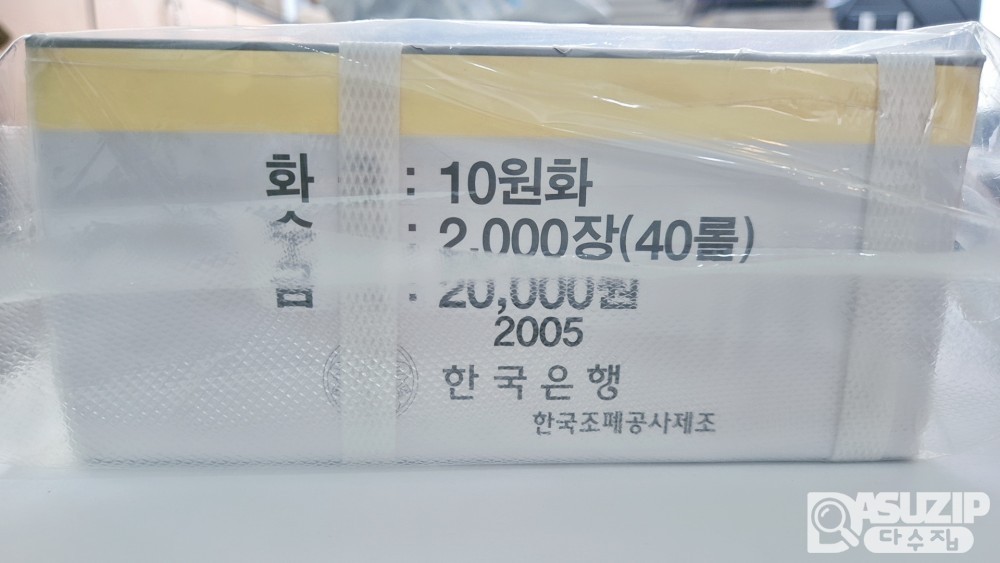 화 : 10원화
수 : 2,000장(40롤)
: 20,000원
2005
한국은행
한국조폐공사제조
ASUZIP
다수집